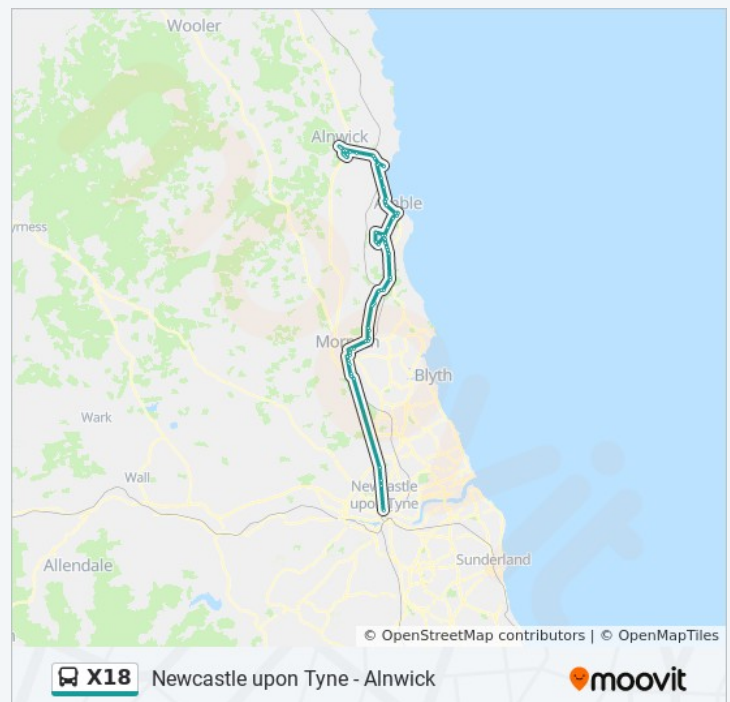 Wooler
Alnwick
Amble
yrness
Morpeth
Blyth
Wark
Wall
Newcastle
upon Tyne
Sunderland
Allendale
© OpenStreetMap contributors | © OpenMapTiles
X18 Newcastle upon Tyne - Alnwick
moovit